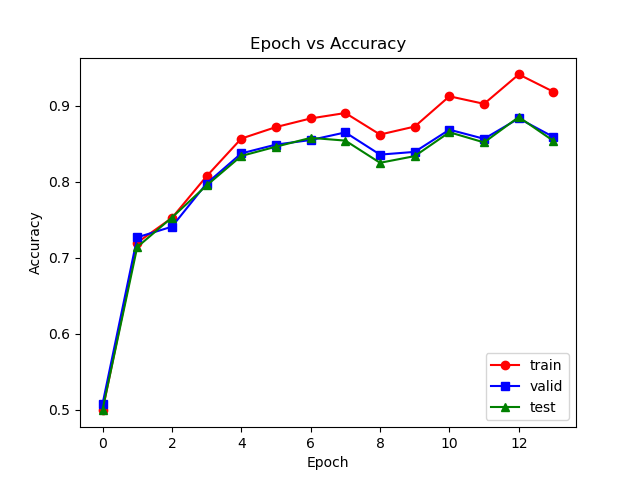 Epoch vs Accuracy
Accuracy
0.9
0.8
0.7
0.6
0.5
0 2 4 6 8 10 12
Epoch
train
valid
test